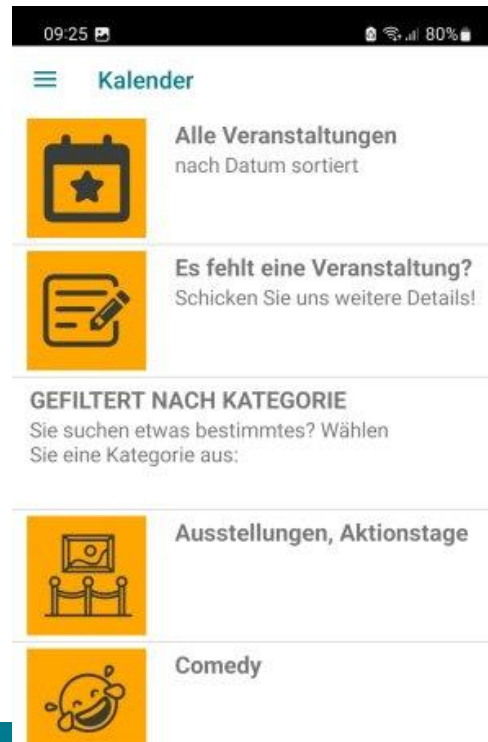 09:25 80%
Kalender
Alle Veranstaltungen
nach Datum sortiert
Es fehlt eine Veranstaltung?
Schicken Sie uns weitere Details!
GEFILTERT NACH KATEGORIE
Sie suchen etwas bestimmtes? Wählen
Sie eine Kategorie aus:
Ausstellungen, Aktionstage
Comedy